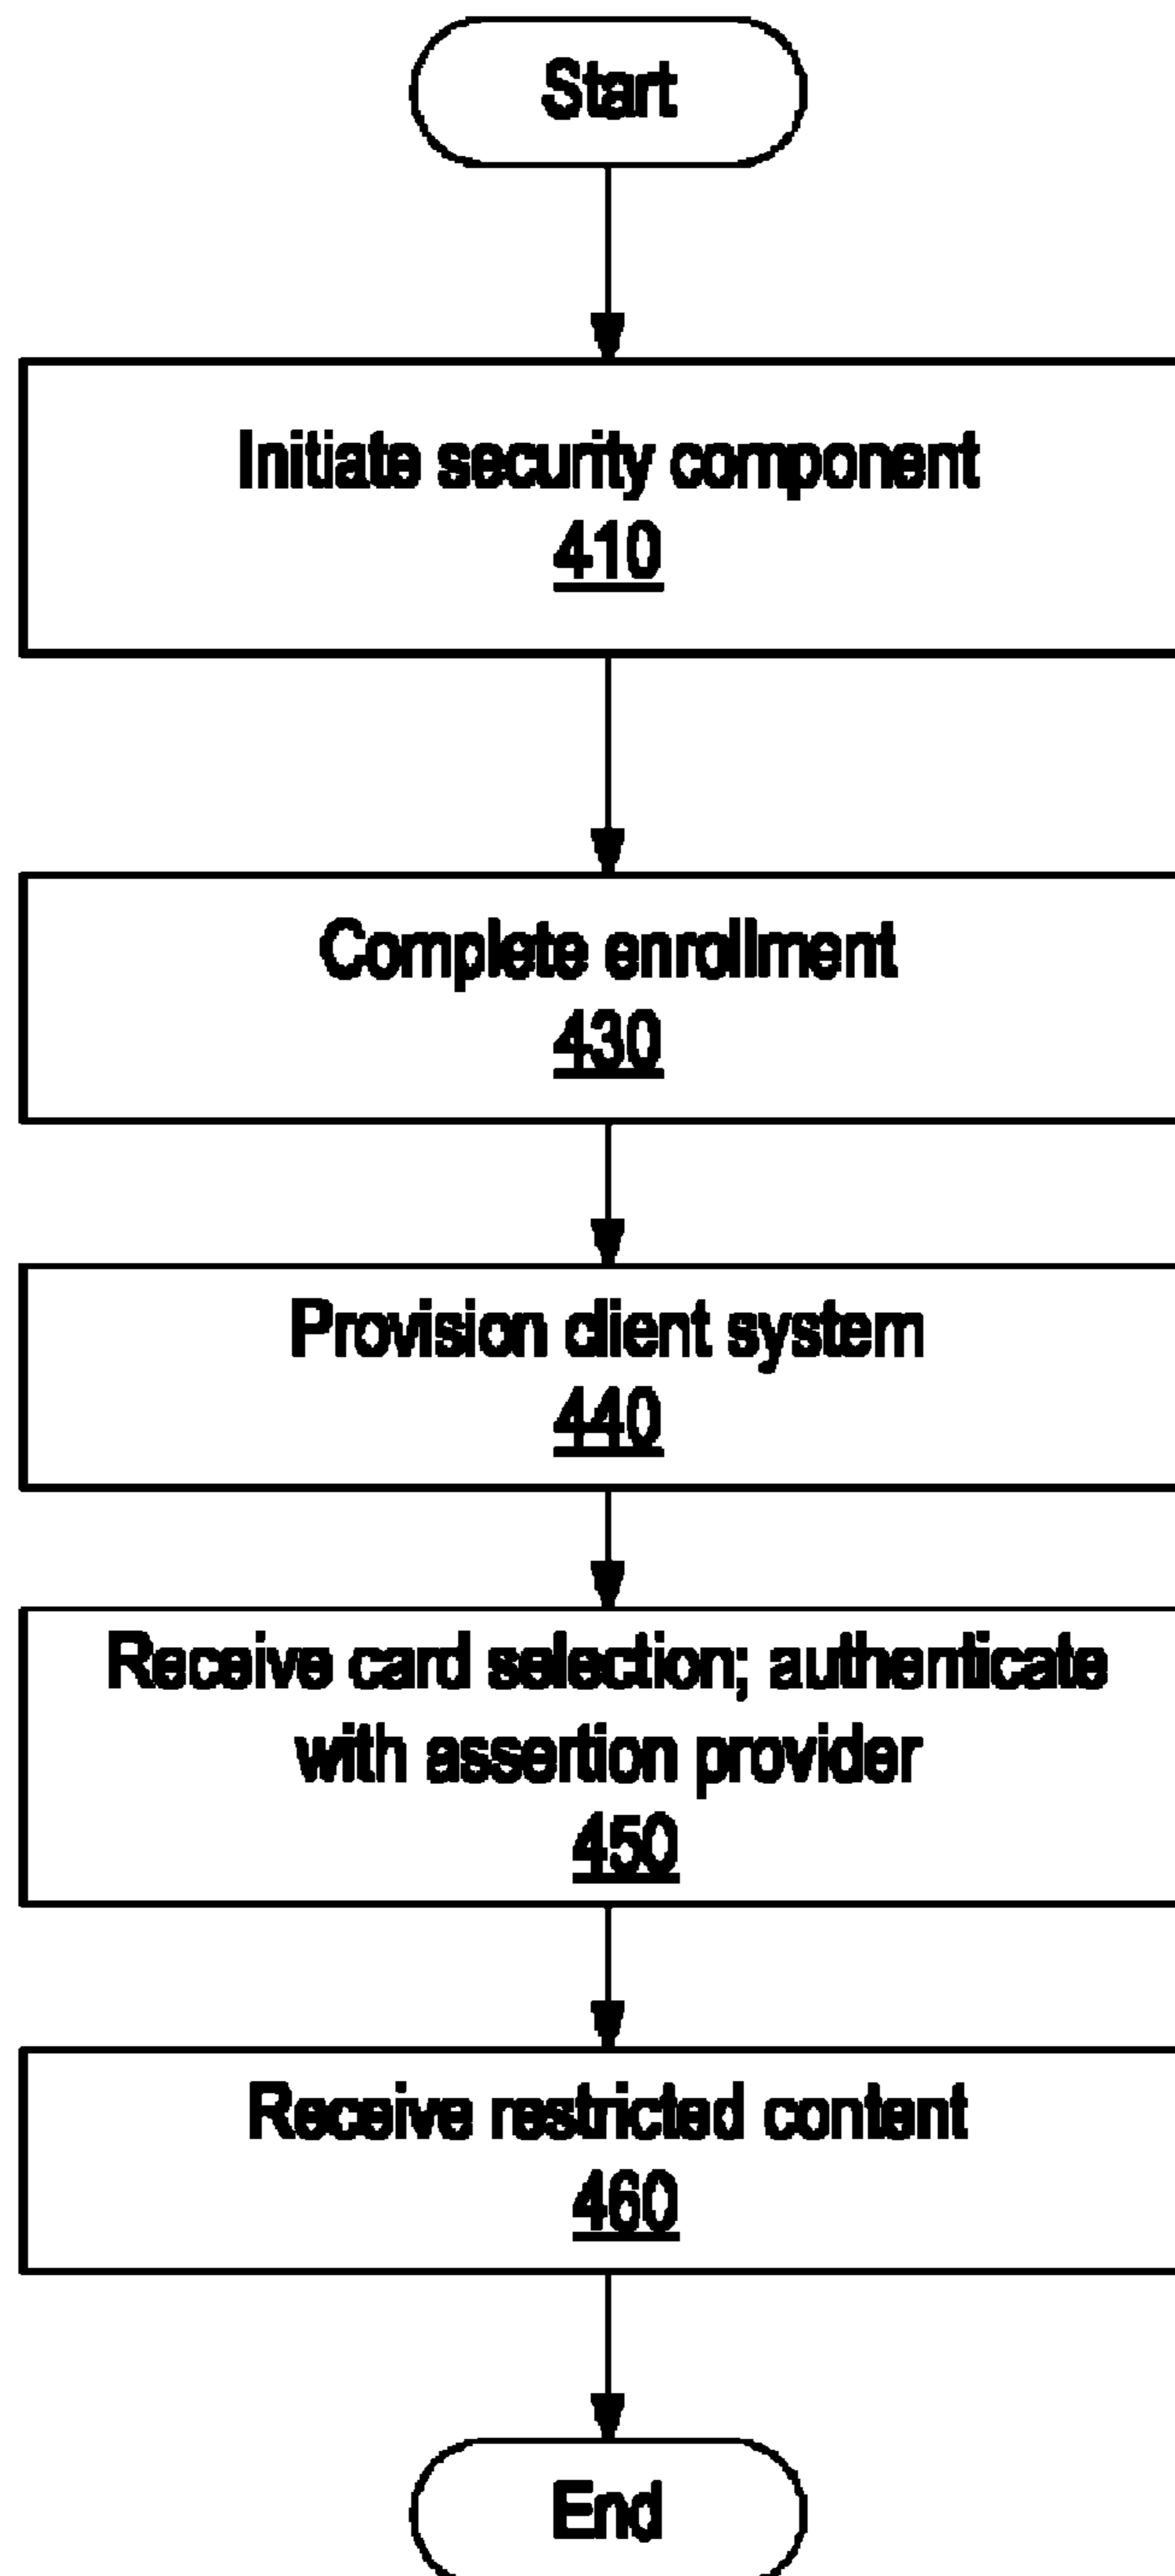 Start
Initiate security component
410
Complete enrollment
430
Provision client system
440
Receive card selection; authenticate
with assertion provider
450
Receive restricted content
460
End